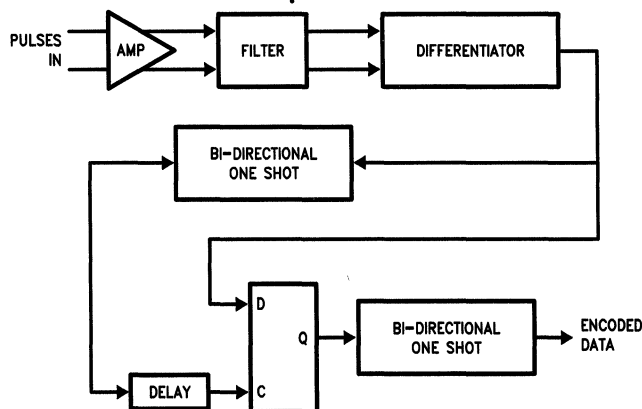 PULSES
IN
AMP
FILTER
DIFFERENTIATOR
BI-DIRECTIONAL
ONE SHOT
D
Q
C
BI-DIRECTIONAL
ONE SHOT
ENCODED
DATA
DELAY